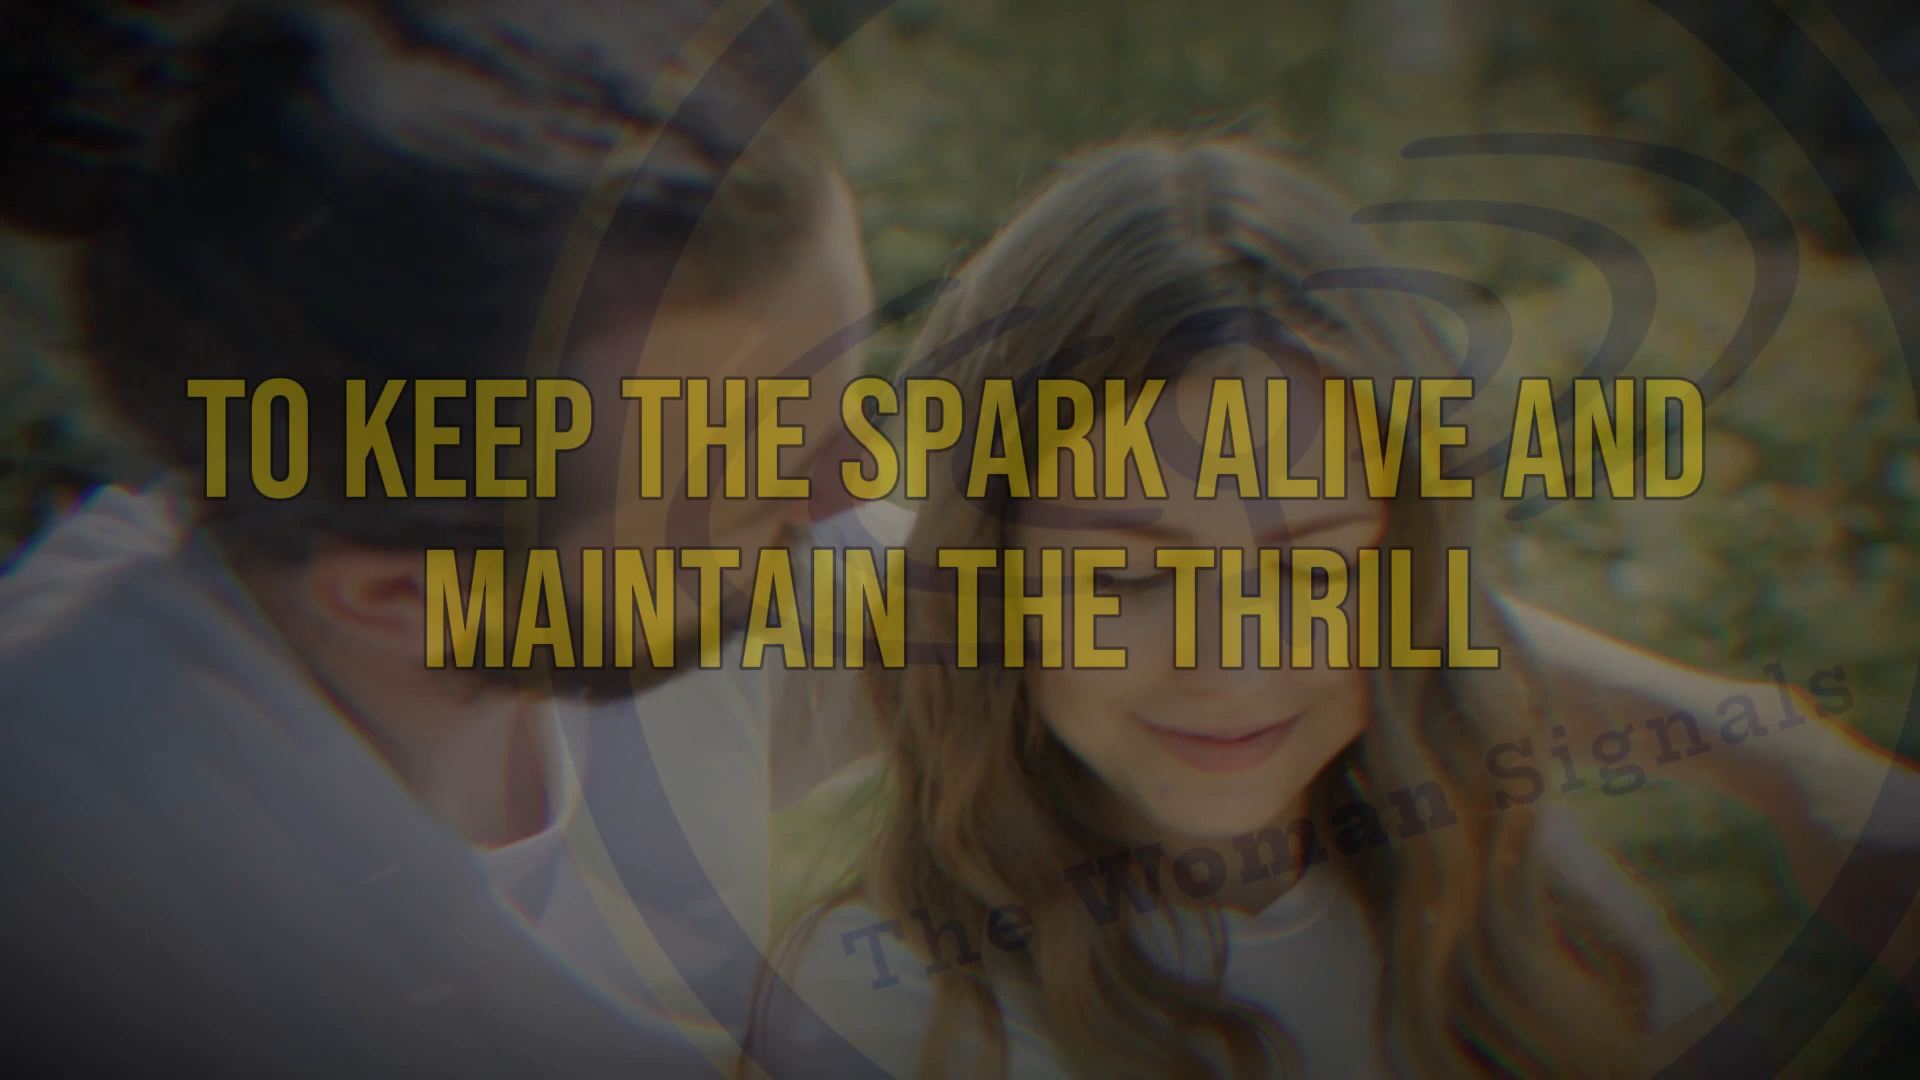 TO KEEP THE SPARK ALIVE AND
MAINTAIN THE THRILL
The Woman Signals